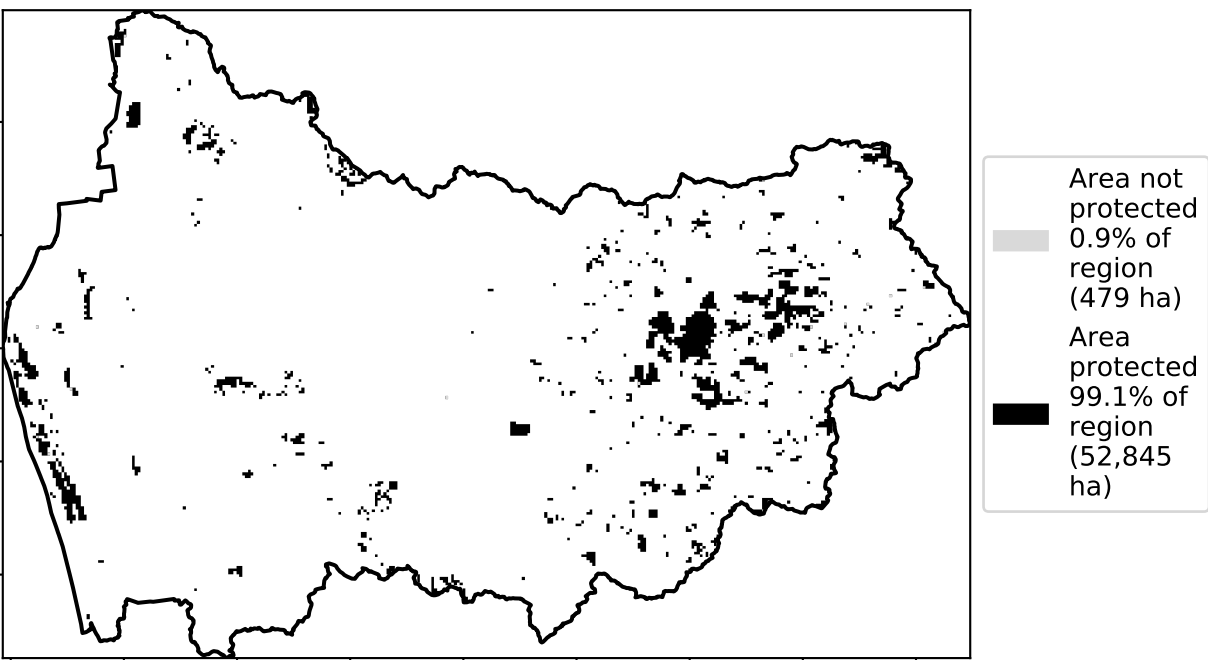 Area not
protected
0.9% of
region
(479 ha)
Area
protected
99.1% of
region
(52,845
ha)